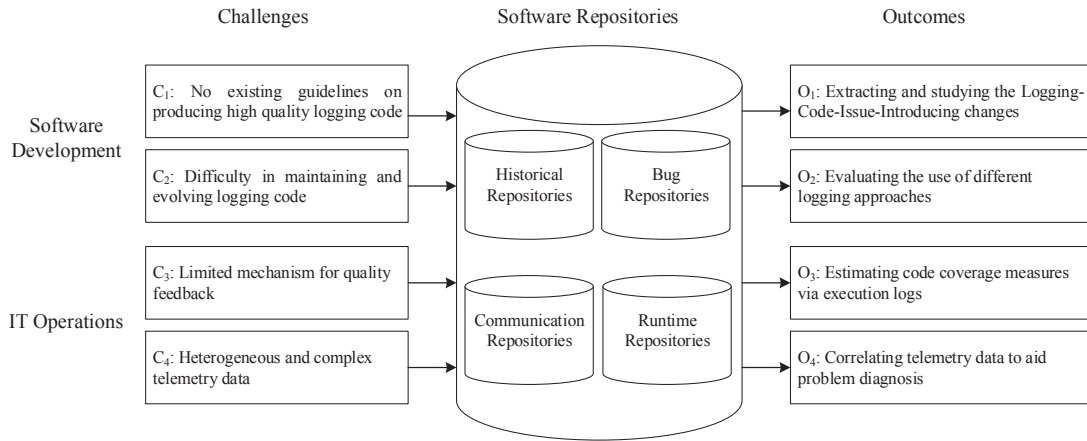 Challenges
Software Repositories
Outcomes
Software
Development
IT Operations
C₁: No existing guidelines on
producing high quality logging code
C₂: Difficulty in maintaining and
evolving logging code
C₃: Limited mechanism for quality
feedback
C₄: Heterogeneous and complex
telemetry data
Historical
Repositories
Bug
Repositories
Communication
Repositories
Runtime
Repositories
O₁: Extracting and studying the Logging-
Code-Issue-Introducing changes
O₂: Evaluating the use of different
logging approaches
O₃: Estimating code coverage measures
via execution logs
O₄: Correlating telemetry data to aid
problem diagnosis